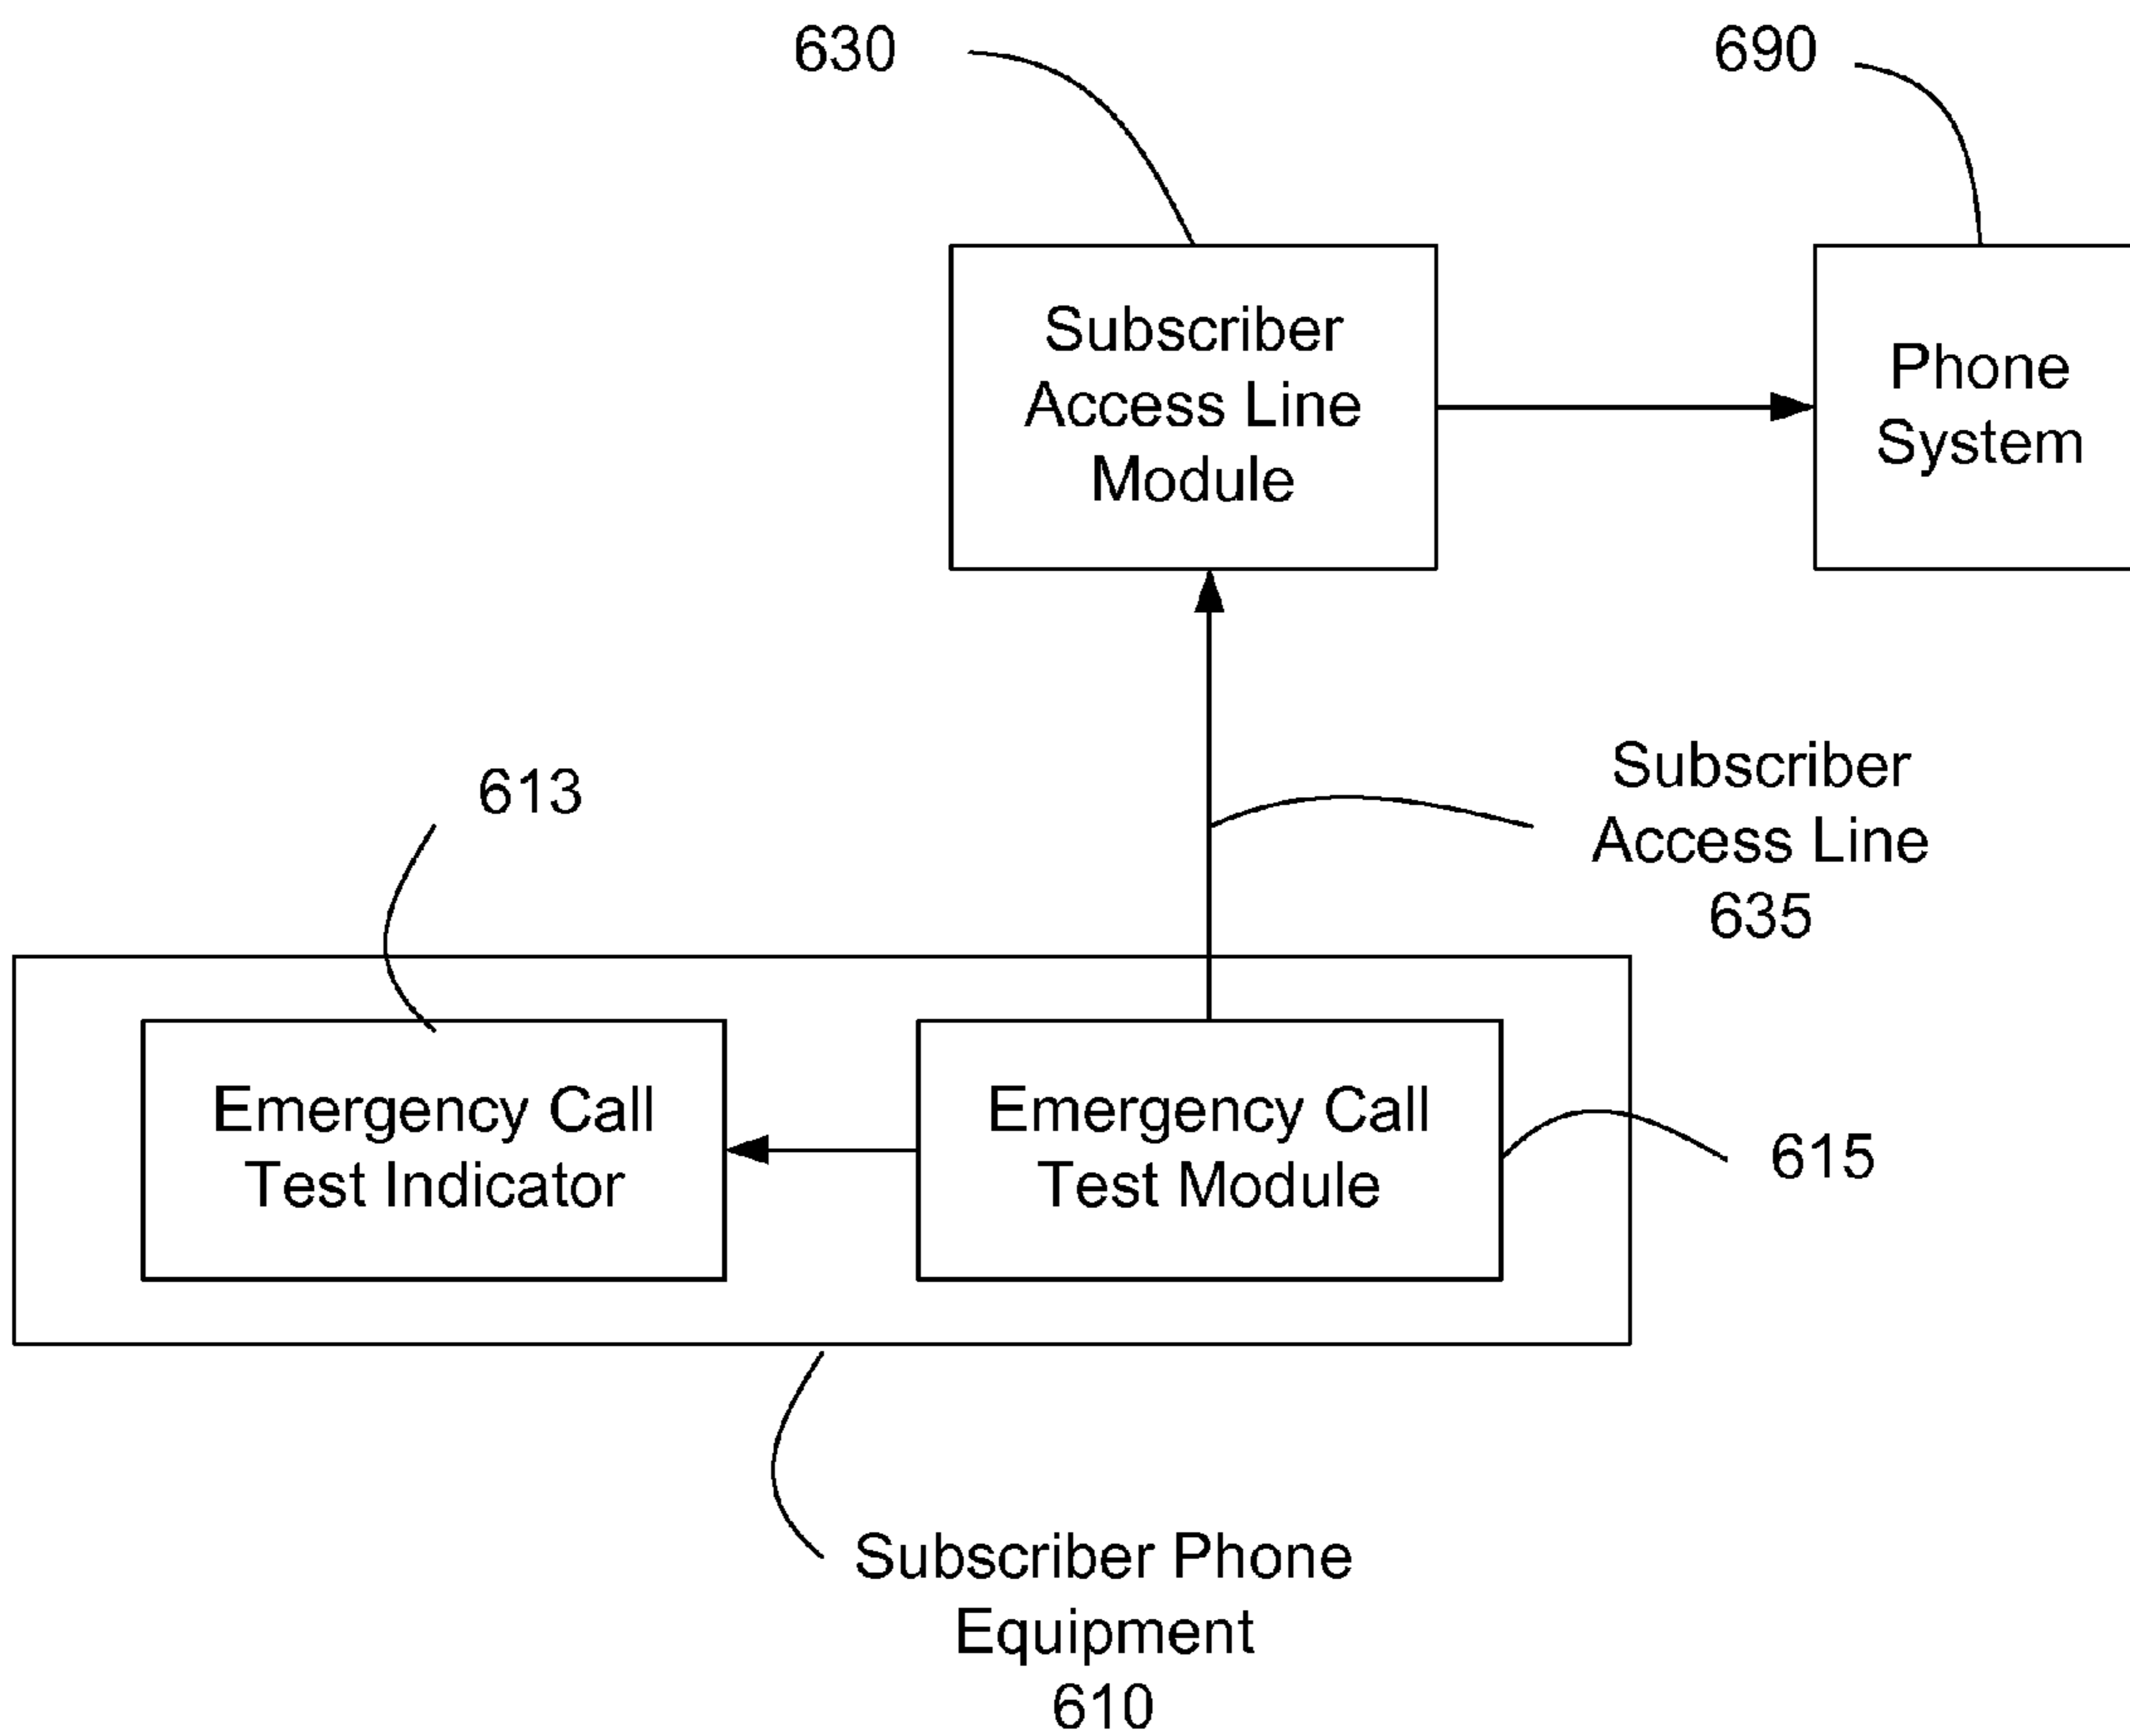 630
690
Subscriber
Access Line
Module
Phone
System
Subscriber
Access Line
635
613
Emergency Call
Test Indicator
Emergency Call
Test Module
615
Subscriber Phone
Equipment
610